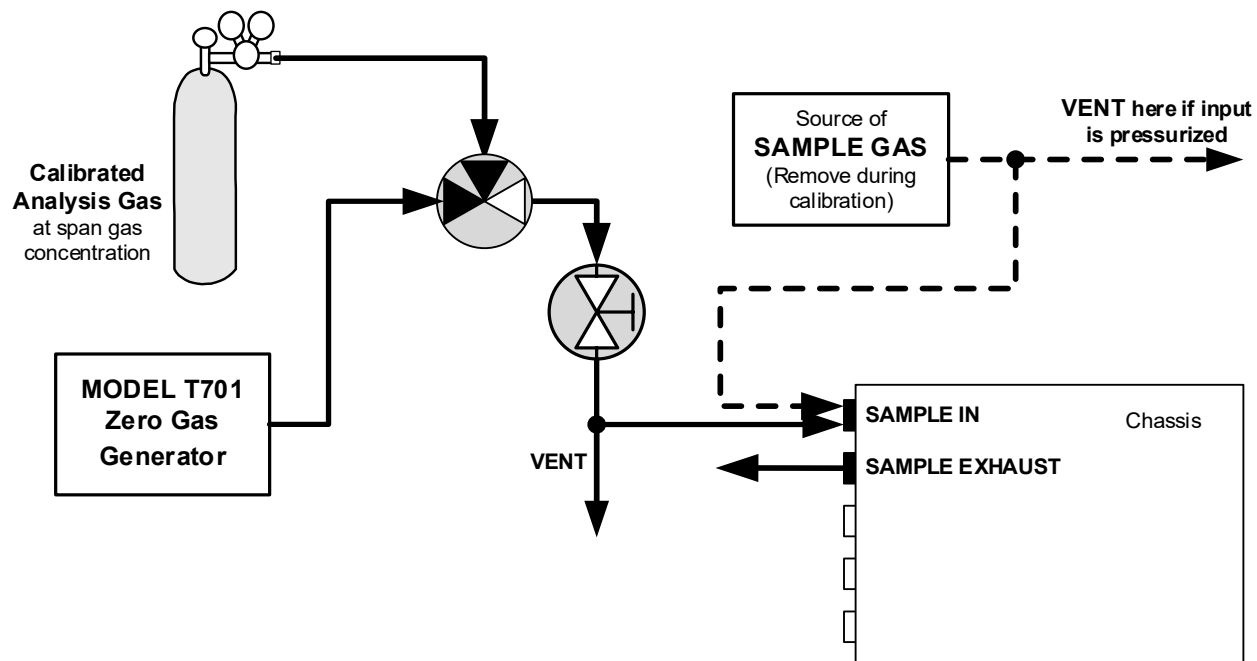 Calibrated
Analysis Gas
at span gas
concentration
MODEL T701
Zero Gas
Generator
VENT
Source of
SAMPLE GAS
(Remove during
calibration)
VENT here if input
is pressurized
SAMPLE IN
Chassis
SAMPLE EXHAUST